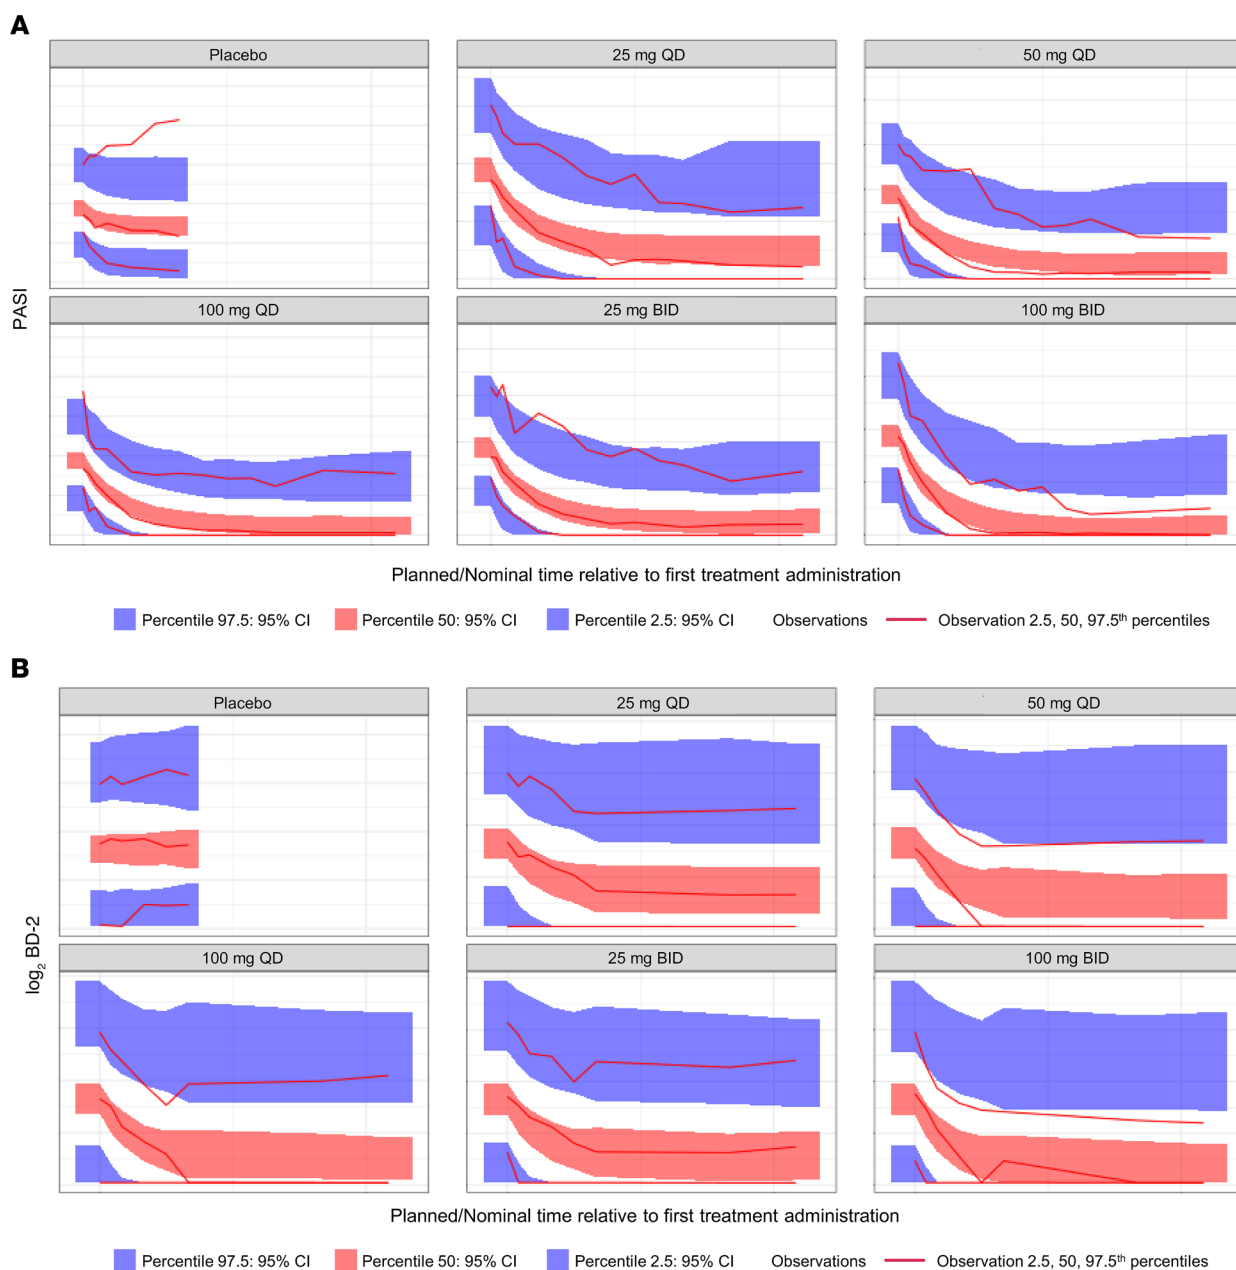 A
Placebo
25 mg QD
50 mg QD
100 mg QD
25 mg BID
100 mg BID
PASI
Planned/Nominal time relative to first treatment administration
Percentile 97.5: 95% CI
Percentile 50: 95% CI
Percentile 2.5: 95% CI
Observations
Observation 2.5, 50, 97.5th percentiles
B
Placebo
25 mg QD
50 mg QD
100 mg QD
25 mg BID
100 mg BID
log2 BD-2
Planned/Nominal time relative to first treatment administration
Percentile 97.5: 95% CI
Percentile 50: 95% CI
Percentile 2.5: 95% CI
Observations
Observation 2.5, 50, 97.5th percentiles